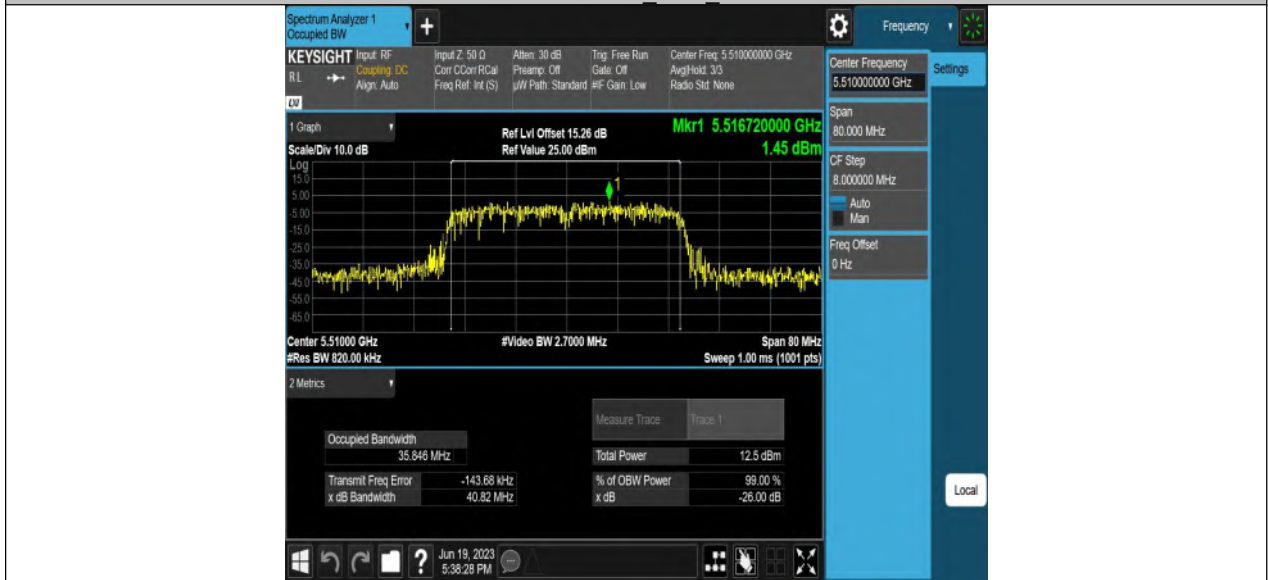 Spectrum Analyzer 1
Occupied BW
+
Frequency
KEYSIGHT
Input: RF
Coupling: DC
Align: Auto
R L
LXI
Input Z: 50 Ω
Corr CCorr RCal
Freq Ref: Int (S)
Atten: 30 dB
Preamp: Off
µW Path: Standard
Trig: Free Run
Gate: Off
#IF Gain: Low
Center Freq: 5.510000000 GHz
Avg|Hold: 3/3
Radio Std: None
Center Frequency
5.510000000 GHz
Settings
Span
80.000 MHz
CF Step
8.000000 MHz
Auto
Man
Freq Offset
0 Hz
Local
1 Graph
Scale/Div 10.0 dB
Ref Lvl Offset 15.26 dB
Ref Value 25.00 dBm
Mkr1 5.516720000 GHz
1.45 dBm
Log
15.0
5.00
-5.00
-15.0
-25.0
-35.0
-45.0
-55.0
-65.0
1
Center 5.51000 GHz
#Res BW 820.00 kHz
#Video BW 2.7000 MHz
Span 80 MHz
Sweep 1.00 ms (1001 pts)
2 Metrics
Measure Trace Trace 1
Occupied Bandwidth
35.846 MHz
Total Power 12.5 dBm
Transmit Freq Error -143.68 kHz
% of OBW Power 99.00 %
x dB Bandwidth 40.82 MHz
x dB -26.00 dB
?
Jun 19, 2023
5:38:28 PM